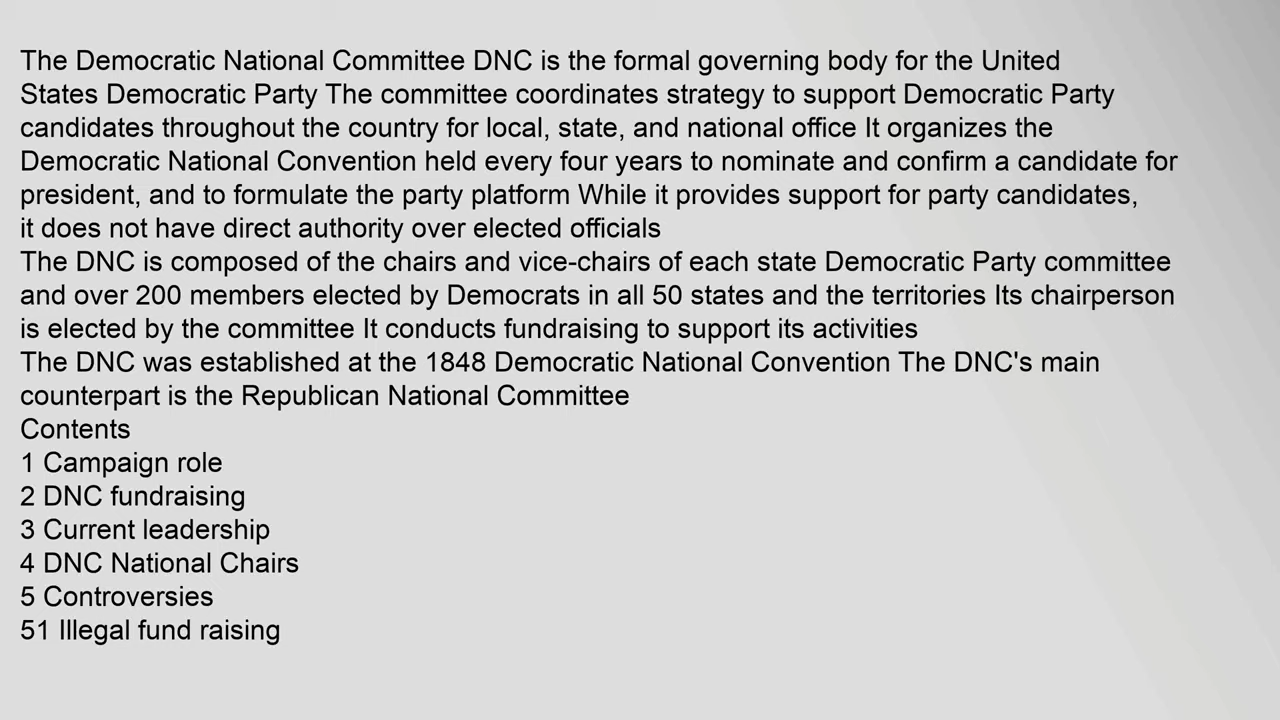 The Democratic National Committee DNC is the formal governing body for the United
States Democratic Party The committee coordinates strategy to support Democratic Party
candidates throughout the country for local, state, and national office It organizes the
Democratic National Convention held every four years to nominate and confirm a candidate for
president, and to formulate the party platform While it provides support for party candidates,
it does not have direct authority over elected officials
The DNC is composed of the chairs and vice-chairs of each state Democratic Party committee
and over 200 members elected by Democrats in all 50 states and the territories Its chairperson
is elected by the committee It conducts fundraising to support its activities
The DNC was established at the 1848 Democratic National Convention The DNC's main
counterpart is the Republican National Committee
Contents
1 Campaign role
2 DNC fundraising
3 Current leadership
4 DNC National Chairs
5 Controversies
51 Illegal fund raising